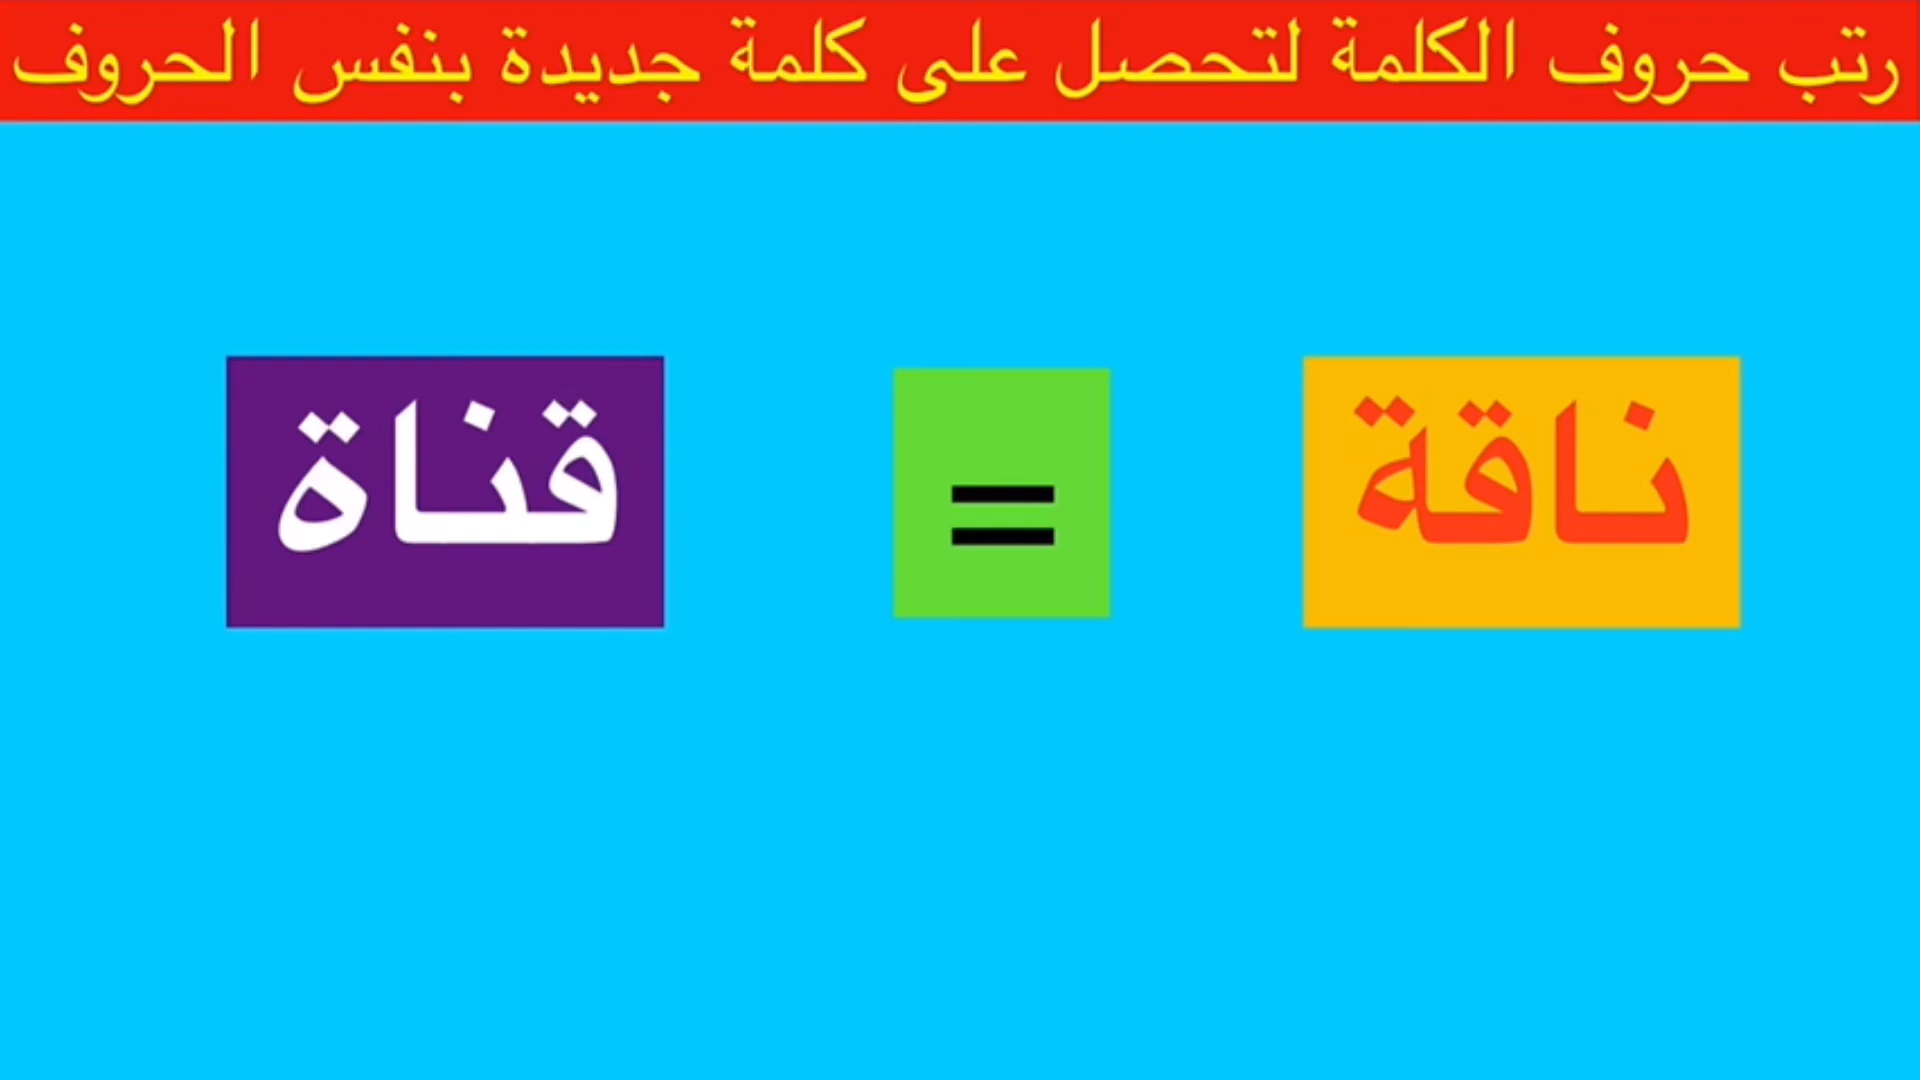 رتب حروف الكلمة لتحصل على كلمة جديدة بنفس الحروف
ناقة = قناة